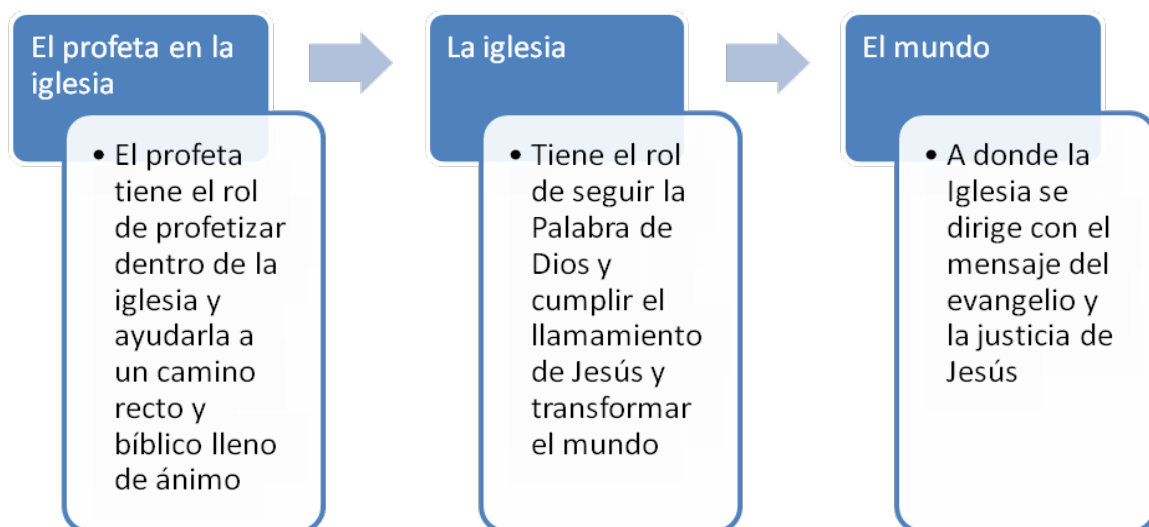 El profeta en la
iglesia
• El profeta
tiene el rol
de profetizar
dentro de la
iglesia y
ayudarla a
un camino
recto y
bíblico lleno
de ánimo
La iglesia
• Tiene el rol
de seguir la
Palabra de
Dios y
cumplir el
llamamiento
de Jesús y
transformar
el mundo
El mundo
• A donde la
Iglesia se
dirige con el
mensaje del
evangelio y
la justicia de
Jesús